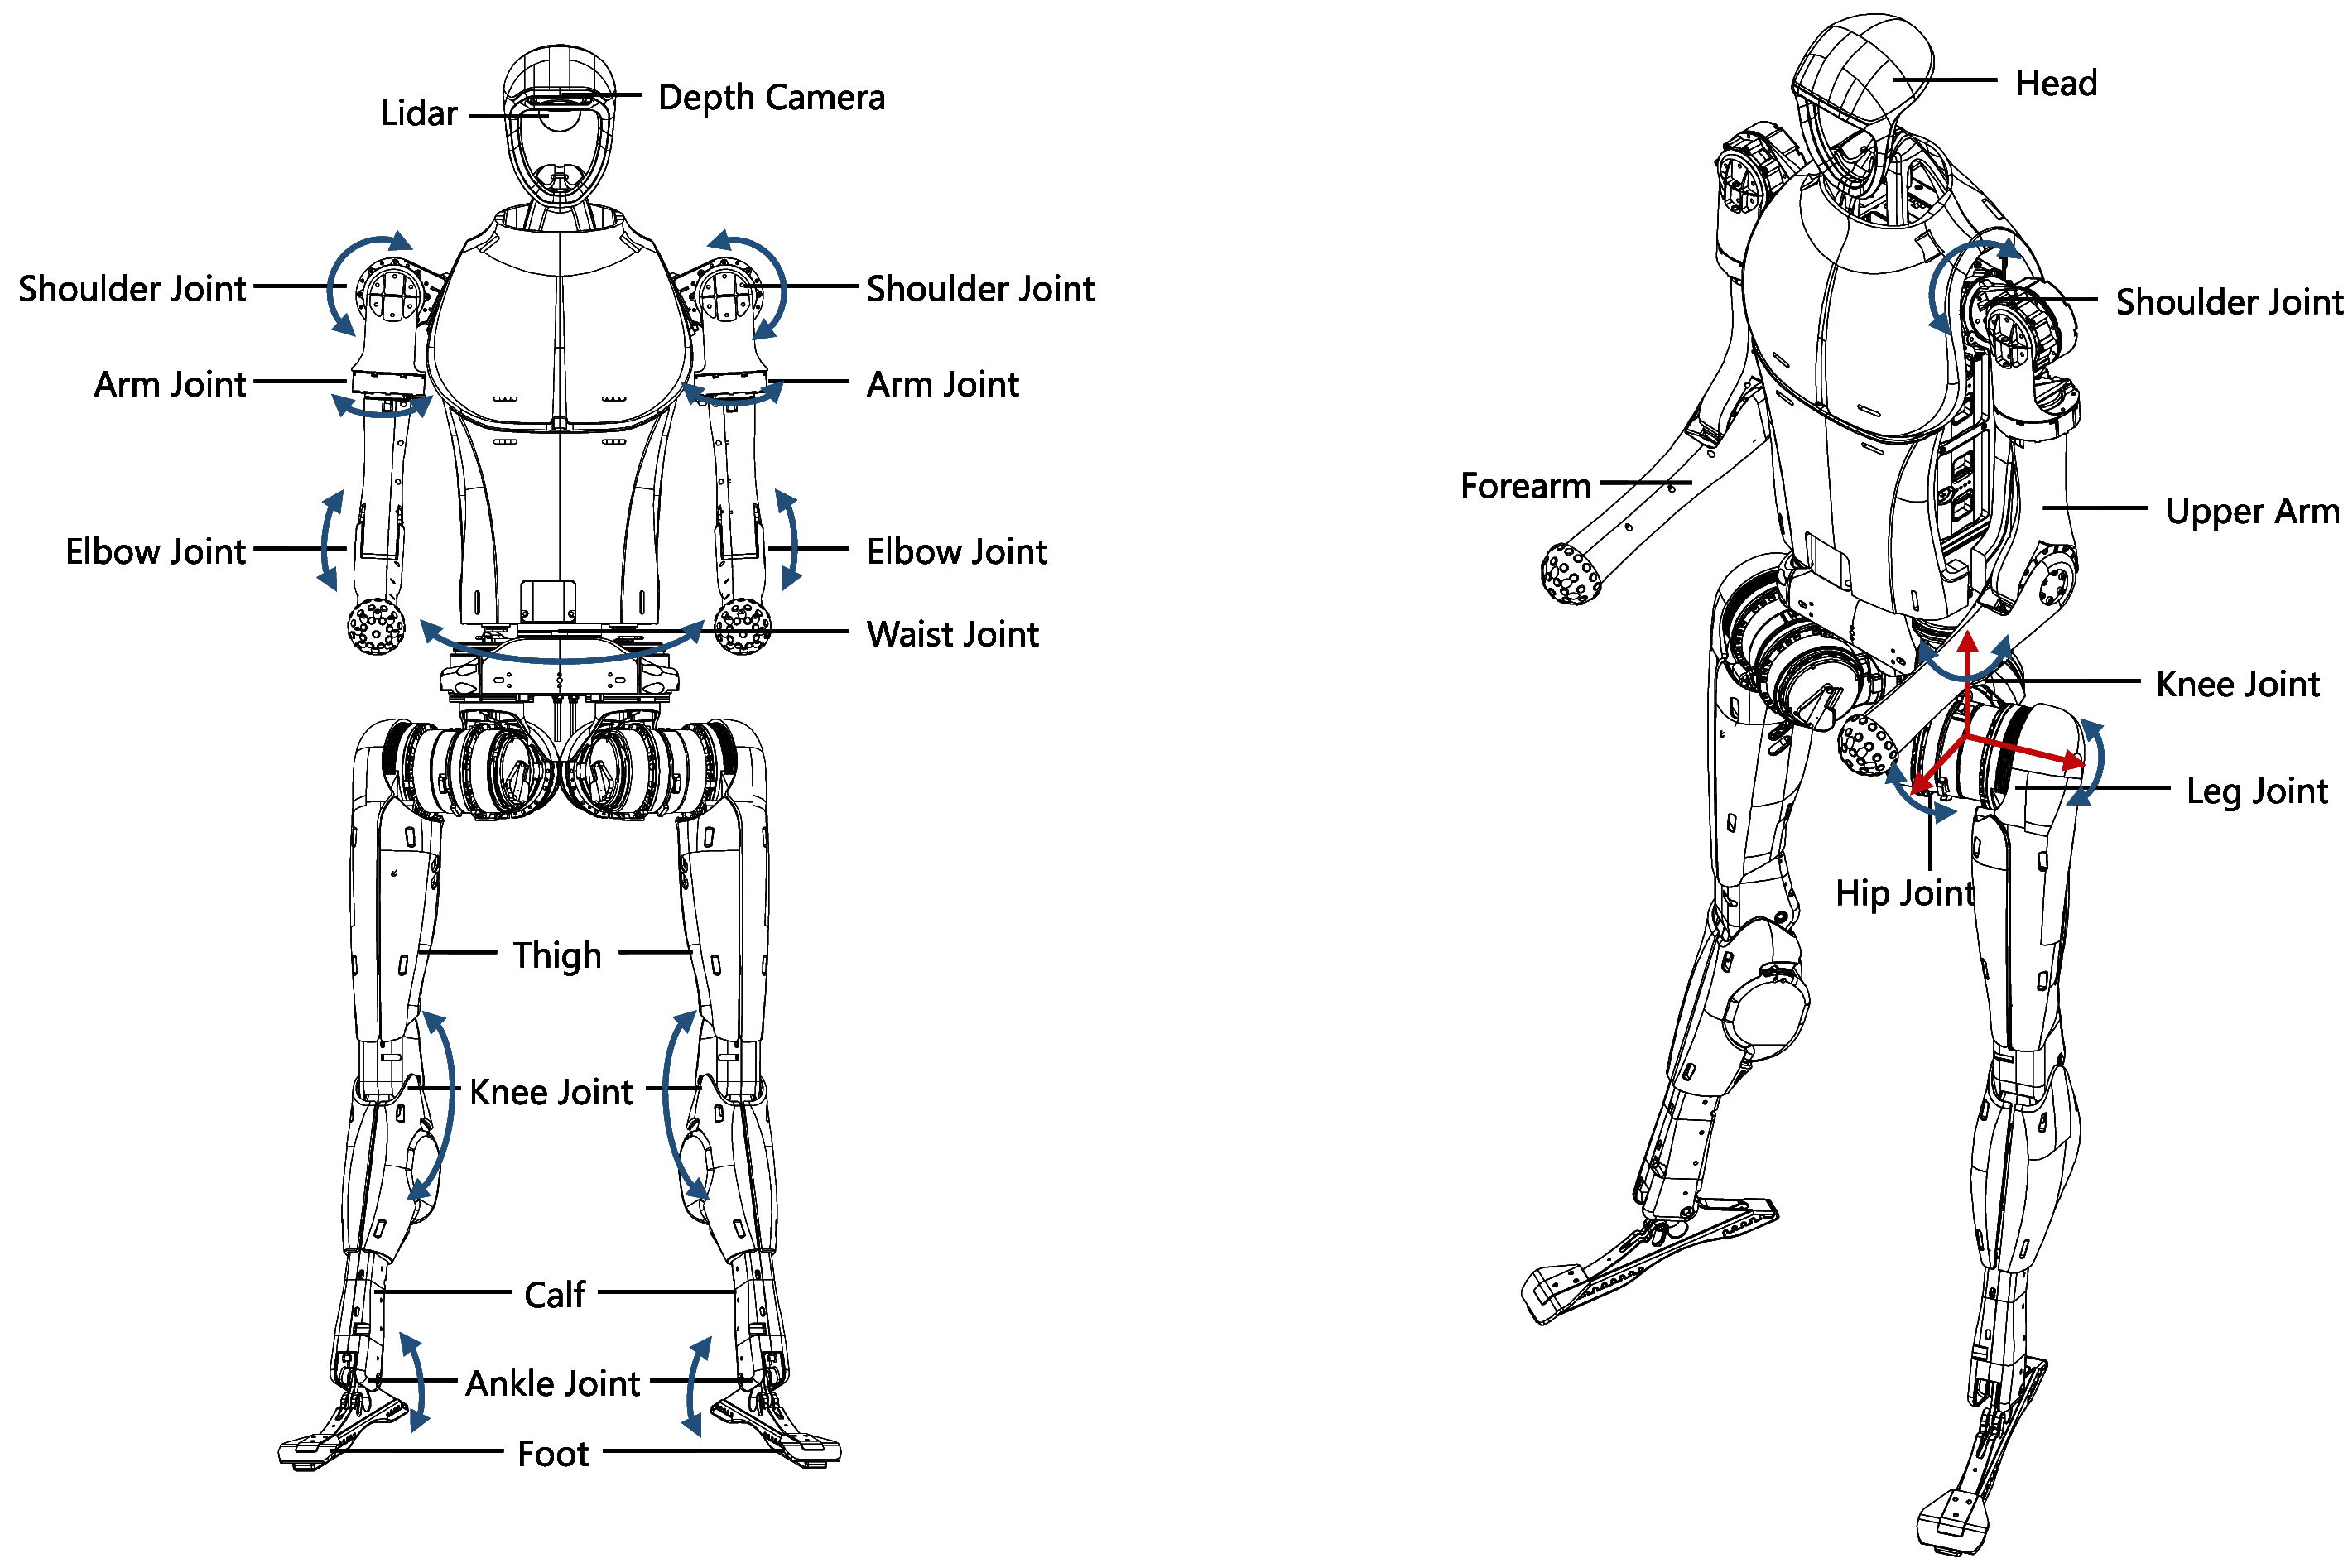 Lidar
Depth Camera
Shoulder Joint
Shoulder Joint
Arm Joint
Arm Joint
Elbow Joint
Elbow Joint
Waist Joint
Thigh
Knee Joint
Calf
Ankle Joint
Foot
Head
Shoulder Joint
Forearm
Upper Arm
Knee Joint
Leg Joint
Hip Joint